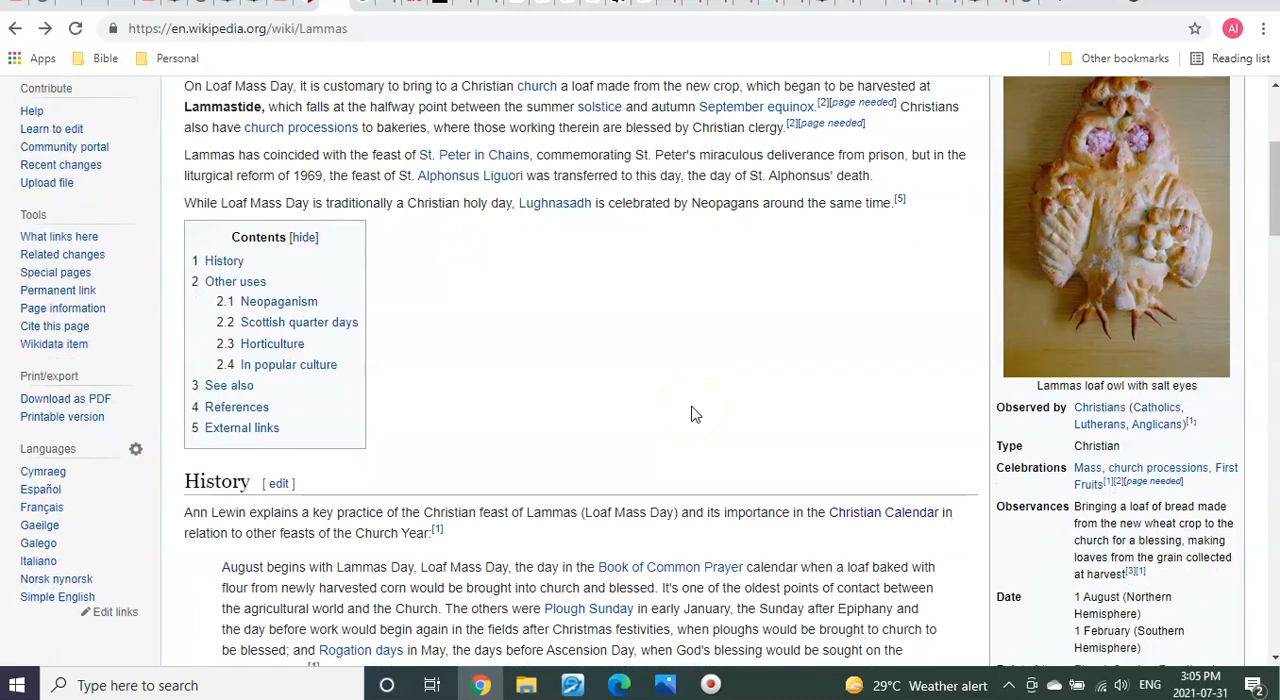 https://en.wikipedia.org/wiki/Lammas
AI
Apps
Bible
Personal
Other bookmarks
Reading list
Contribute
Help
Learn to edit
Community portal
Recent changes
Upload file
Tools
What links here
Related changes
Special pages
Permanent link
Page information
Cite this page
Wikidata item
Print/export
Download as PDF
Printable version
Languages
Cymraeg
Español
Français
Gaeilge
Galego
Italiano
Norsk nynorsk
Simple English
Edit links
On Loaf Mass Day, it is customary to bring to a Christian church a loaf made from the new crop, which began to be harvested at
Lammastide, which falls at the halfway point between the summer solstice and autumn September equinox.[2][page needed] Christians
also have church processions to bakeries, where those working therein are blessed by Christian clergy.[2][page needed]
Lammas has coincided with the feast of St. Peter in Chains, commemorating St. Peter's miraculous deliverance from prison, but in the
liturgical reform of 1969, the feast of St. Alphonsus Liguori was transferred to this day, the day of St. Alphonsus' death.
While Loaf Mass Day is traditionally a Christian holy day, Lughnasadh is celebrated by Neopagans around the same time.[5]
Contents [hide]
1 History
2 Other uses
2.1 Neopaganism
2.2 Scottish quarter days
2.3 Horticulture
2.4 In popular culture
3 See also
4 References
5 External links
History [ edit ]
Ann Lewin explains a key practice of the Christian feast of Lammas (Loaf Mass Day) and its importance in the Christian Calendar in
relation to other feasts of the Church Year:[1]
August begins with Lammas Day, Loaf Mass Day, the day in the Book of Common Prayer calendar when a loaf baked with
flour from newly harvested corn would be brought into church and blessed. It's one of the oldest points of contact between
the agricultural world and the Church. The others were Plough Sunday in early January, the Sunday after Epiphany and
the day before work would begin again in the fields after Christmas festivities, when ploughs would be brought to church to
be blessed; and Rogation days in May, the days before Ascension Day, when God's blessing would be sought on the
[1]
Lammas loaf owl with salt eyes
Observed by Christians (Catholics,
Lutherans, Anglicans)[1]
Type Christian
Celebrations Mass, church processions, First
Fruits[1][2][page needed]
Observances Bringing a loaf of bread made
from the new wheat crop to the
church for a blessing, making
loaves from the grain collected
at harvest[3][1]
Date 1 August (Northern
Hemisphere)
1 February (Southern
Hemisphere)
Type here to search
29°C Weather alert
ENG
3:05 PM
2021-07-31
2